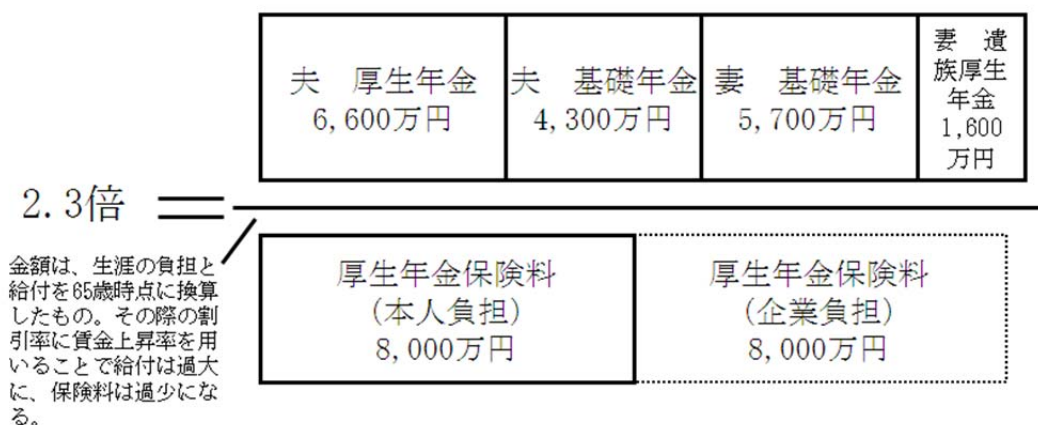 夫　厚生年金
6,600万円
夫　基礎年金
4,300万円
妻　基礎年金
5,700万円
妻　遺
族厚生
年金
1,600
万円
2.3倍
金額は、生涯の負担と
給付を65歳時点に換算
したもの。その際の割
引率に賃金上昇率を用
いることで給付は過大
に、保険料は過少にな
る。
厚生年金保険料
(本人負担)
8,000万円
厚生年金保険料
(企業負担)
8,000万円